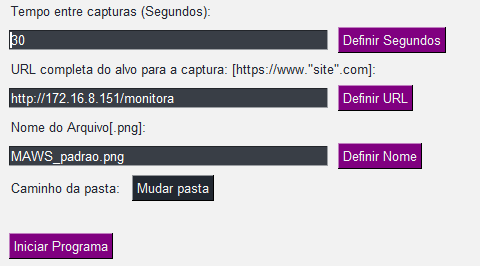 Tempo entre capturas (Segundos):
30 Definir Segundos
URL completa do alvo para a captura: [https://www."site".com]:
http://172.16.8.151/monitora Definir URL
Nome do Arquivo[.png]:
MAWS_padrao.png Definir Nome
Caminho da pasta: Mudar pasta
Iniciar Programa